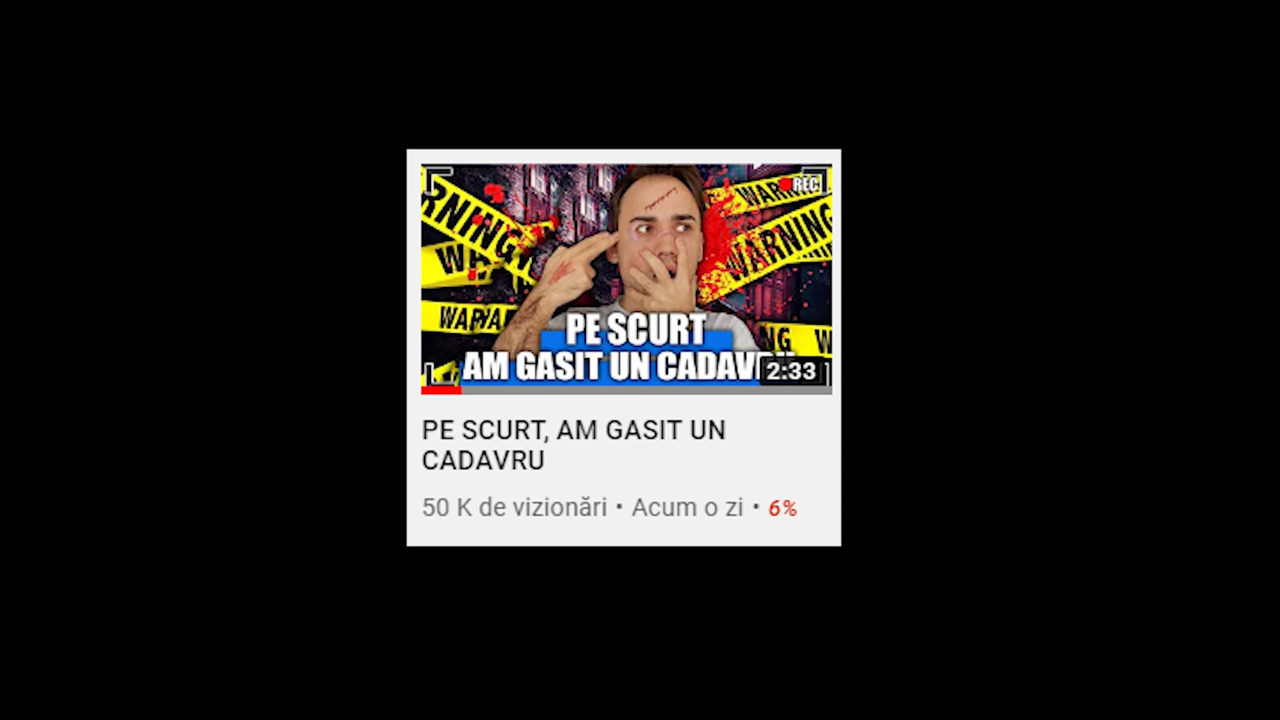 WARNING
REC
WARNING
WARNING
PE SCURT
AM GASIT UN CADAV
2:33
PE SCURT, AM GASIT UN
CADAVRU
50 K de vizionări • Acum o zi • 6%